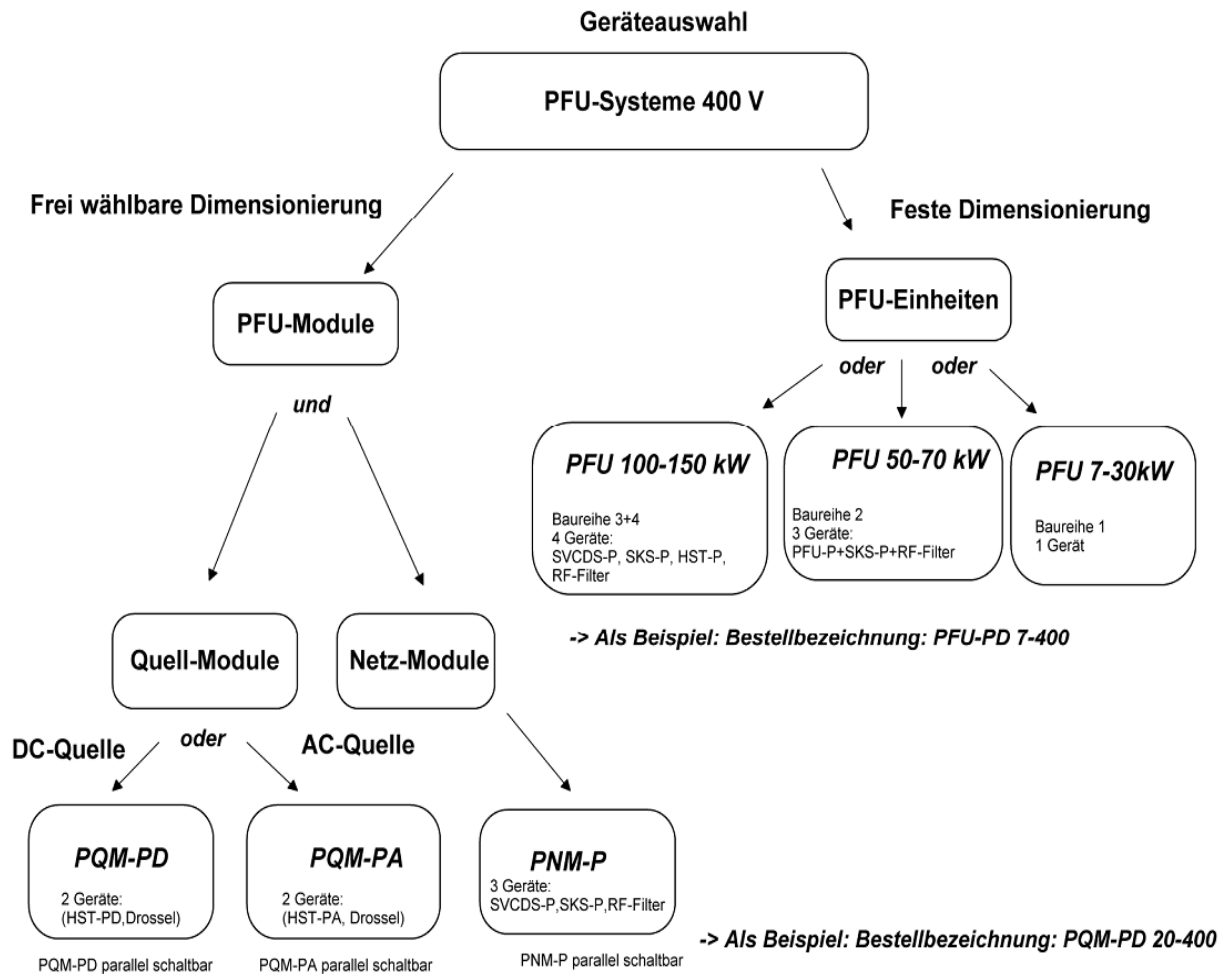 Geräteauswahl
PFU-Systeme 400 V
Frei wählbare Dimensionierung
Feste Dimensionierung
PFU-Module
PFU-Einheiten
und
oder oder
PFU 100-150 kW
Baureihe 3+4
4 Geräte:
SVCDS-P, SKS-P, HST-P,
RF-Filter
PFU 50-70 kW
Baureihe 2
3 Geräte:
PFU-P+SKS-P+RF-Filter
PFU 7-30kW
Baureihe 1
1 Gerät
-> Als Beispiel: Bestellbezeichnung: PFU-PD 7-400
Quell-Module
Netz-Module
DC-Quelle
oder
AC-Quelle
PQM-PD
2 Geräte:
(HST-PD,Drossel)
PQM-PA
2 Geräte:
(HST-PA, Drossel)
PNM-P
3 Geräte:
SVCDS-P,SKS-P,RF-Filter
-> Als Beispiel: Bestellbezeichnung: PQM-PD 20-400
PQM-PD parallel schaltbar
PQM-PA parallel schaltbar
PNM-P parallel schaltbar